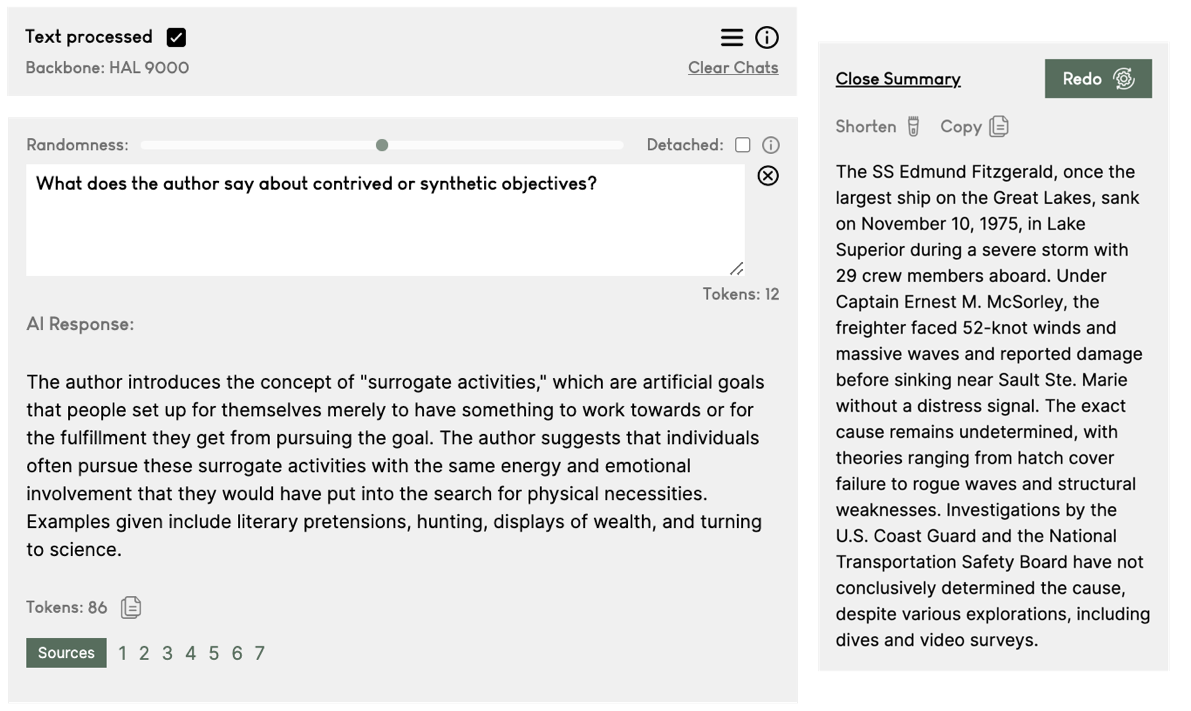 Text processed
Backbone: HAL 9000
Clear Chats
Randomness:
Detached:
What does the author say about contrived or synthetic objectives?
Tokens: 12
AI Response:
The author introduces the concept of "surrogate activities," which are artificial goals
that people set up for themselves merely to have something to work towards or for
the fulfillment they get from pursuing the goal. The author suggests that individuals
often pursue these surrogate activities with the same energy and emotional
involvement that they would have put into the search for physical necessities.
Examples given include literary pretensions, hunting, displays of wealth, and turning
to science.
Tokens: 86
Sources 1 2 3 4 5 6 7
Close Summary
Redo
Shorten Copy
The SS Edmund Fitzgerald, once the
largest ship on the Great Lakes, sank
on November 10, 1975, in Lake
Superior during a severe storm with
29 crew members aboard. Under
Captain Ernest M. McSorley, the
freighter faced 52-knot winds and
massive waves and reported damage
before sinking near Sault Ste. Marie
without a distress signal. The exact
cause remains undetermined, with
theories ranging from hatch cover
failure to rogue waves and structural
weaknesses. Investigations by the
U.S. Coast Guard and the National
Transportation Safety Board have not
conclusively determined the cause,
despite various explorations, including
dives and video surveys.